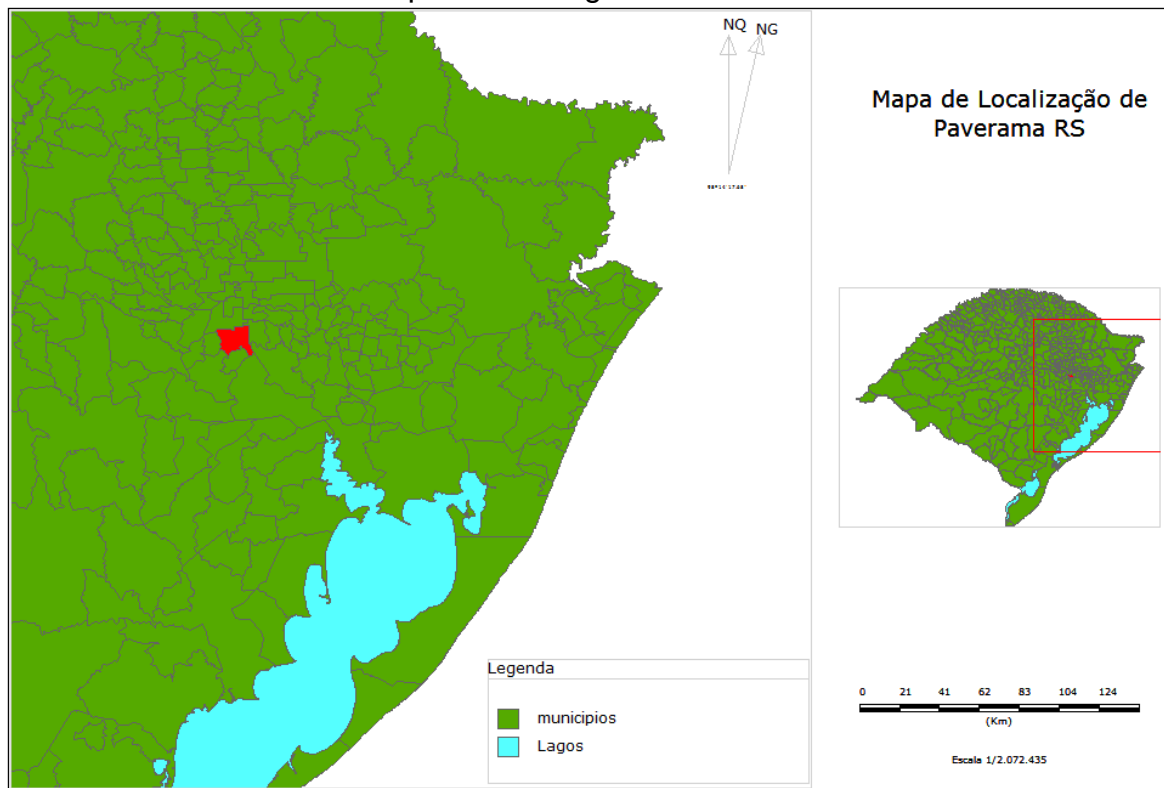 NQ NG
Mapa de Localização de
Paverama RS
Legenda
municipios
Lagos
0 21 41 62 83 104 124
(Km)
Escala 1/2.072.435